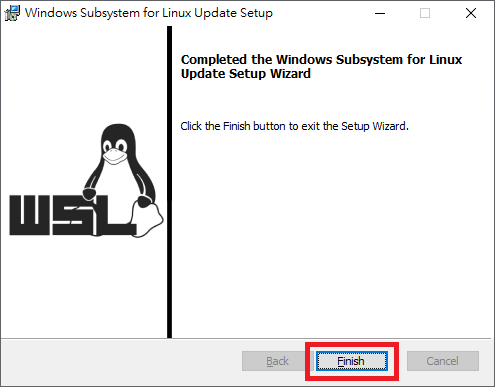 Windows Subsystem for Linux Update Setup
Completed the Windows Subsystem for Linux
Update Setup Wizard
Click the Finish button to exit the Setup Wizard.
WSL
Back
Finish
Cancel